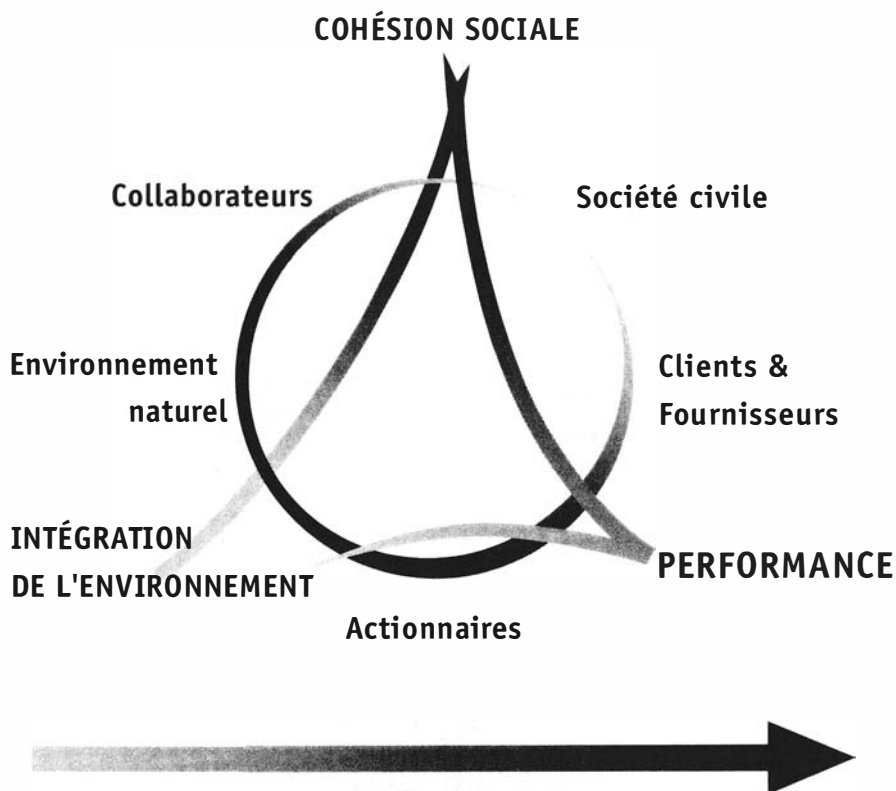 COHÉSION SOCIALE
Collaborateurs
Société civile
Environnement
naturel
Clients &
Fournisseurs
INTÉGRATION
DE L'ENVIRONNEMENT
PERFORMANCE
Actionnaires